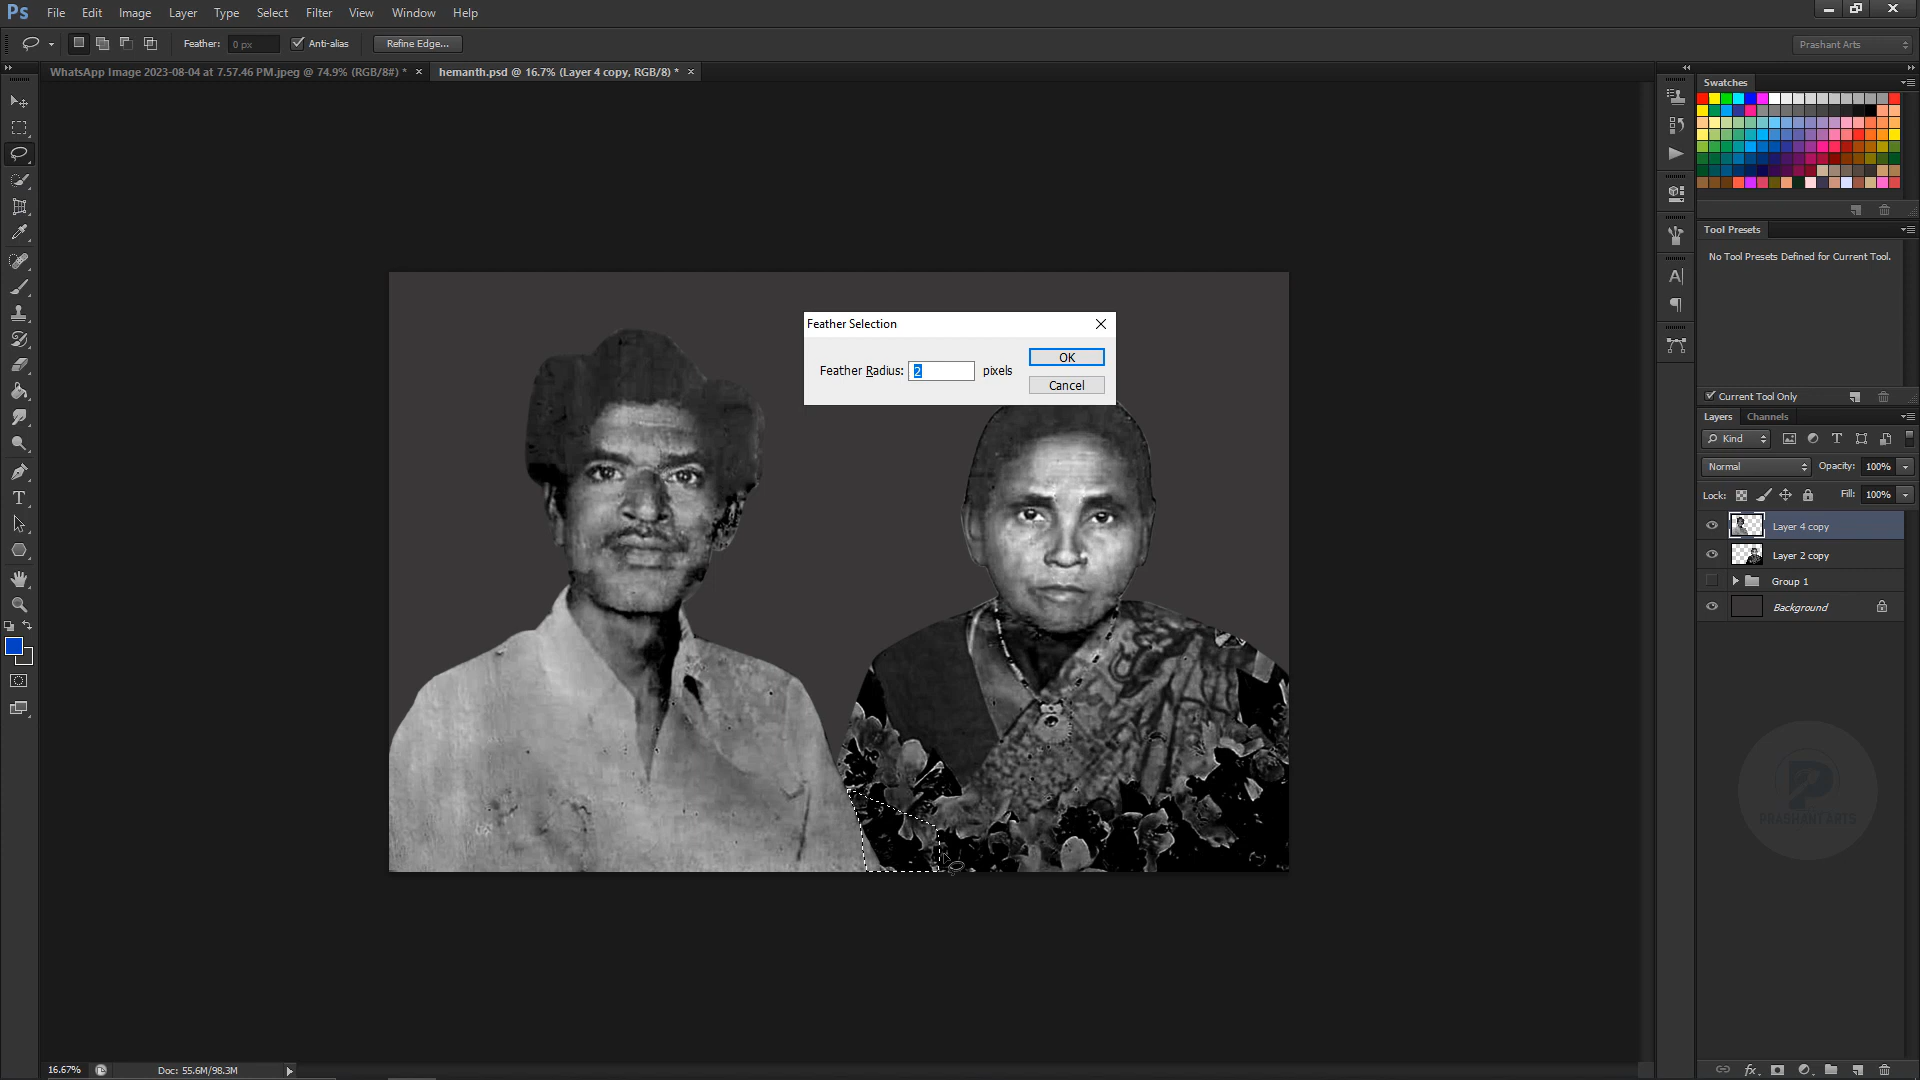 Ps File Edit Image Layer Type Select Filter View Window Help
Feather: 0 px Anti-alias Refine Edge... Prashant Arts
WhatsApp Image 2023-08-04 at 7.57.46 PM.jpeg @ 74.9% (RGB/8#) * × hemanth.psd @ 16.7% (Layer 4 copy, RGB/8) * ×
Swatches
Tool Presets
No Tool Presets Defined for Current Tool.
Feather Selection
Feather Radius: 2 pixels
OK
Cancel
Current Tool Only
Layers Channels
Kind
Normal Opacity: 100%
Lock: Fill: 100%
Layer 4 copy
Layer 2 copy
Group 1
Background
PRASHANT ARTS
16.67% Doc: 55.6M/98.3M